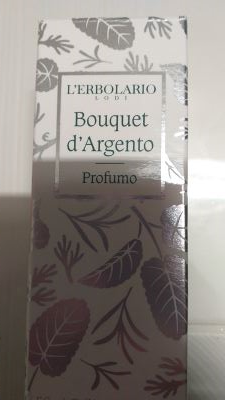 L'ERBOLARIO
LODI
Bouquet
d'Argento
Profumo